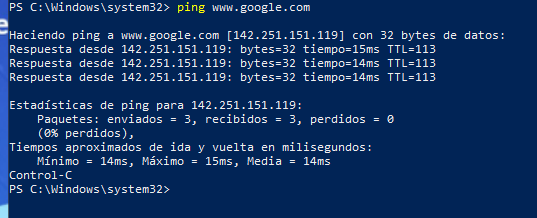 PS C:\Windows\system32> ping www.google.com
Haciendo ping a www.google.com [142.251.151.119] con 32 bytes de datos:
Respuesta desde 142.251.151.119: bytes=32 tiempo=15ms TTL=113
Respuesta desde 142.251.151.119: bytes=32 tiempo=14ms TTL=113
Respuesta desde 142.251.151.119: bytes=32 tiempo=14ms TTL=113
Estadísticas de ping para 142.251.151.119:
Paquetes: enviados = 3, recibidos = 3, perdidos = 0
(0% perdidos),
Tiempos aproximados de ida y vuelta en milisegundos:
Mínimo = 14ms, Máximo = 15ms, Media = 14ms
Control-C
PS C:\Windows\system32>